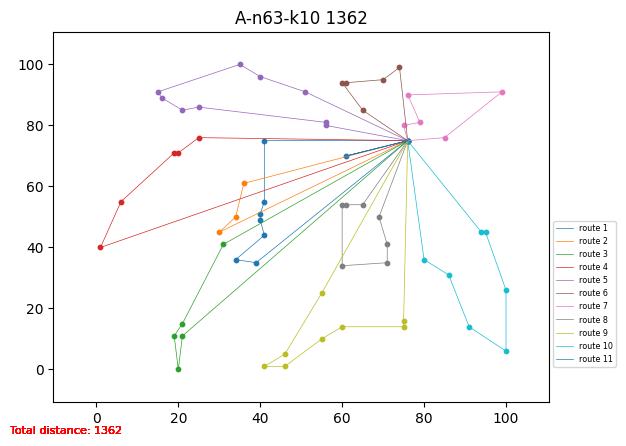 A-n63-k10 1362
100
80
60
40
20
0
0 20 40 60 80 100
route 1
route 2
route 3
route 4
route 5
route 6
route 7
route 8
route 9
route 10
route 11
Total distance: 1362